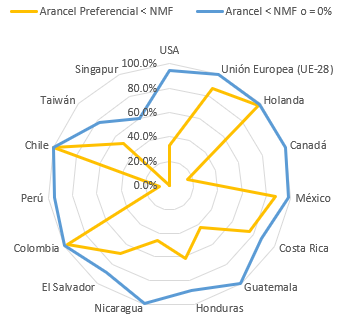 Arancel Preferencial < NMF
Arancel < NMF o = 0%
USA
Unión Europea (UE-28)
Holanda
Canadá
México
Costa Rica
Guatemala
Honduras
Nicaragua
El Salvador
Colombia
Perú
Chile
Taiwán
Singapur
100.0%
80.0%
60.0%
40.0%
20.0%
0.0%